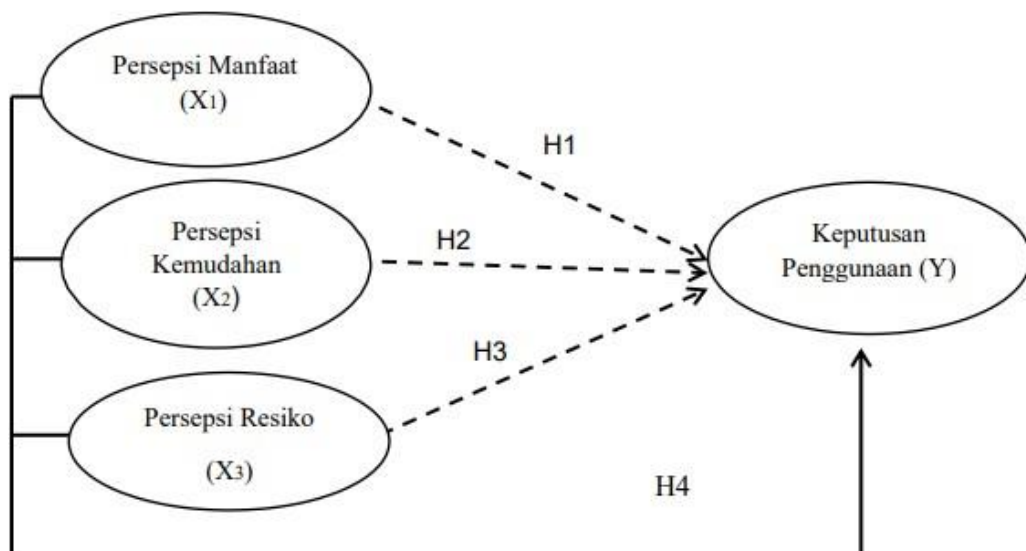 Persepsi Manfaat
(X₁)
H1
Persepsi
Kemudahan
(X₂)
H2
Keputusan
Penggunaan (Y)
H3
Persepsi Resiko
(X₃)
H4